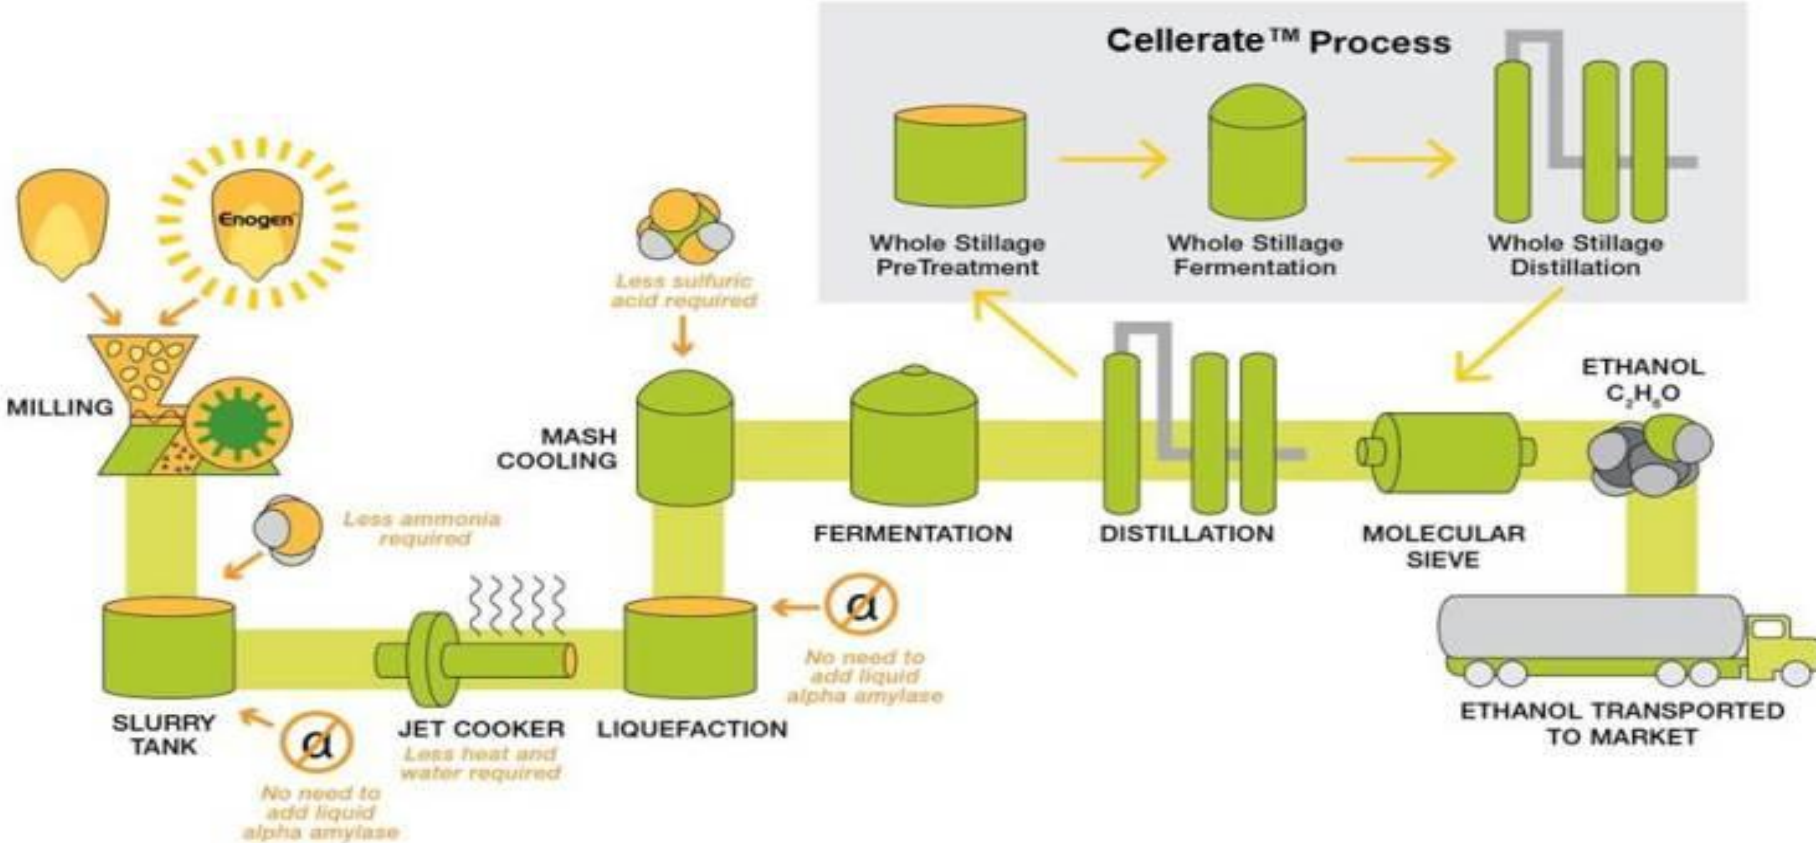 Cellerate™ Process
Whole Stillage
PreTreatment
Whole Stillage
Fermentation
Whole Stillage
Distillation
Enogen®
MILLING
Less sulfuric
acid required
MASH
COOLING
FERMENTATION
DISTILLATION
MOLECULAR
SIEVE
ETHANOL
C₂H₆O
Less ammonia
required
SLURRY
TANK
α
No need to
add liquid
alpha amylase
JET COOKER
Less heat and
water required
LIQUEFACTION
α
No need to
add liquid
alpha amylase
ETHANOL TRANSPORTED
TO MARKET